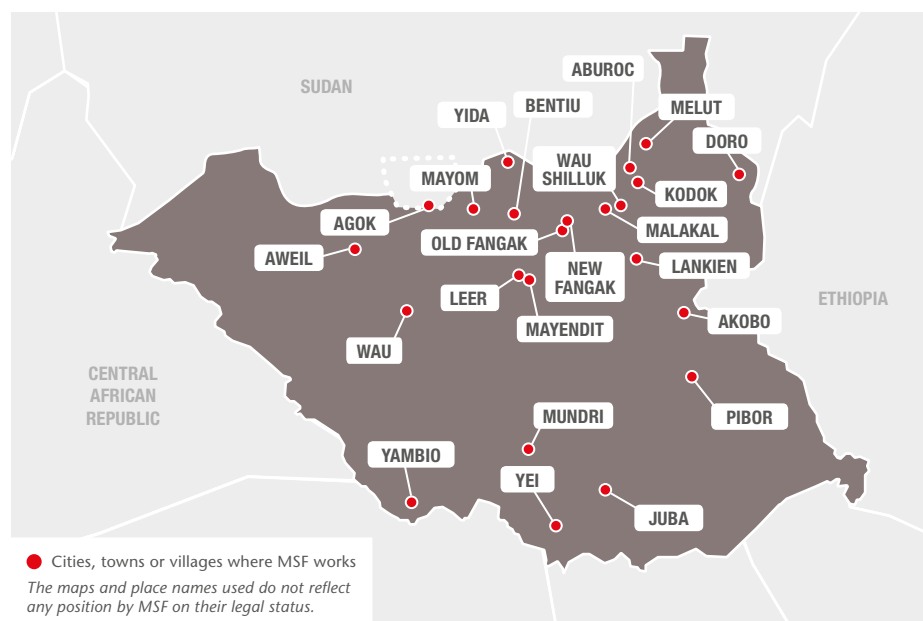 SUDAN
ABUROC
MELUT
BENTIU
YIDA
DORO
WAU
SHILLUK
MAYOM
KODOK
AGOK
MALAKAL
OLD FANGAK
AWEIL
LANKIEN
NEW
FANGAK
LEER
ETHIOPIA
AKOBO
MAYENDIT
WAU
CENTRAL
AFRICAN
REPUBLIC
MUNDRI
PIBOR
YAMBIO
YEI
JUBA
Cities, towns or villages where MSF works
The maps and place names used do not reflect
any position by MSF on their legal status.